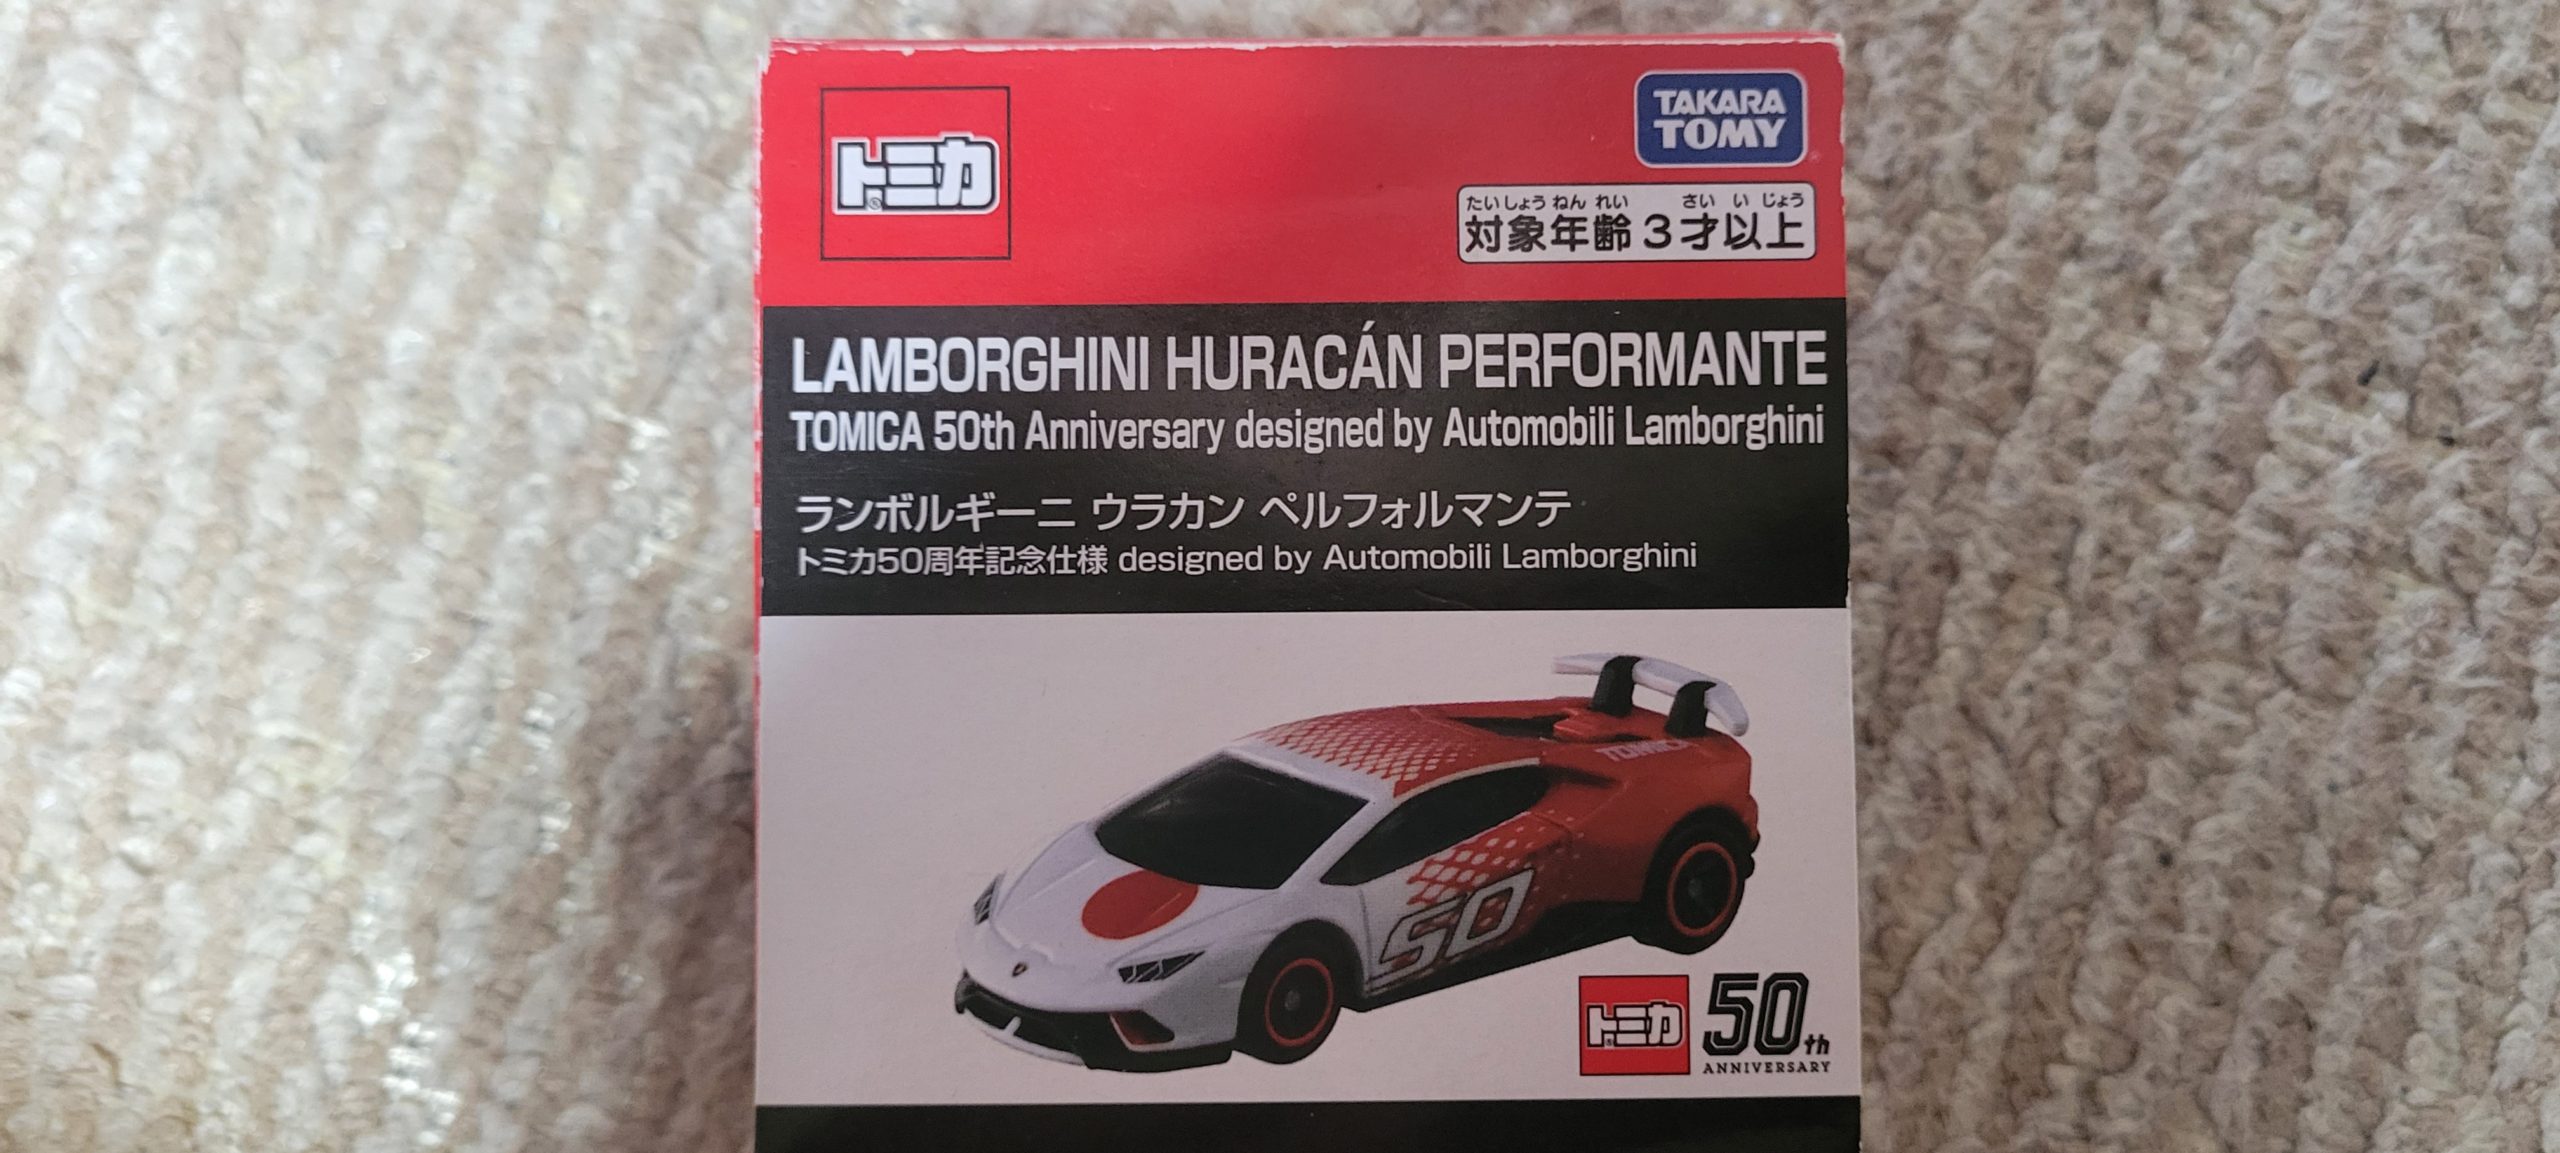 トミカ
TAKARA
TOMY
たいしょう ねん れい さい い じょう
対象年齢3才以上
LAMBORGHINI HURACÁN PERFORMANTE
TOMICA 50th Anniversary designed by Automobili Lamborghini
ランボルギーニ ウラカン ペルフォルマンテ
トミカ50周年記念仕様 designed by Automobili Lamborghini
TOMICA
50
トミカ
50th
ANNIVERSARY